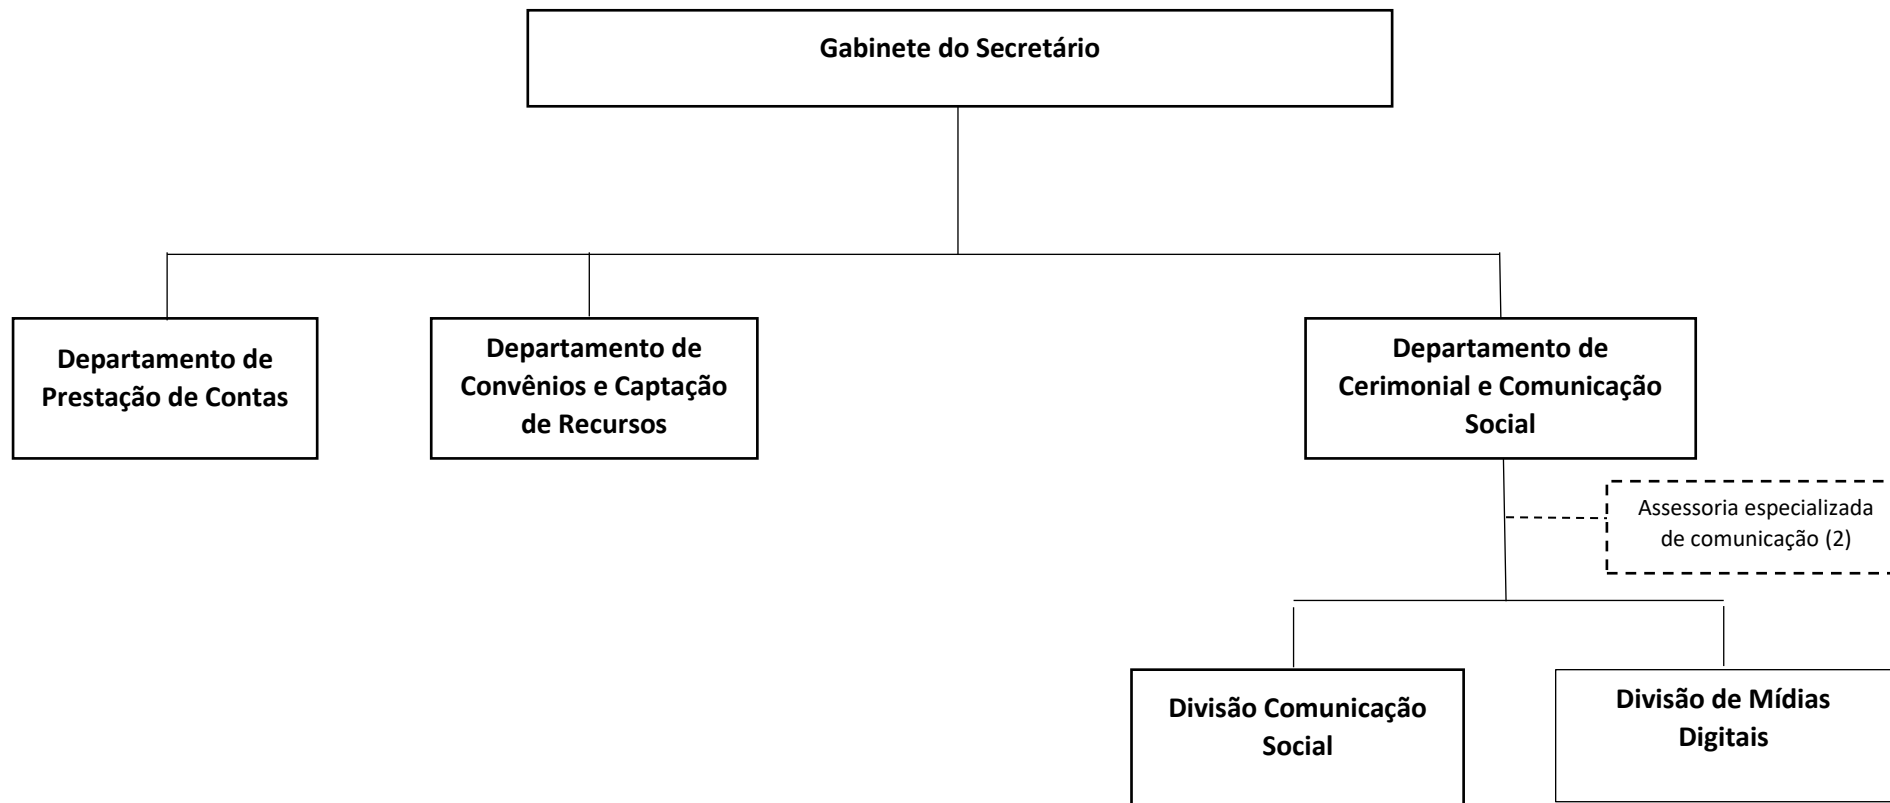 Gabinete do Secretário
Departamento de
Prestação de Contas
Departamento de
Convênios e Captação
de Recursos
Departamento de
Cerimonial e Comunicação
Social
Assessoria especializada
de comunicação (2)
Divisão Comunicação
Social
Divisão de Mídias
Digitais